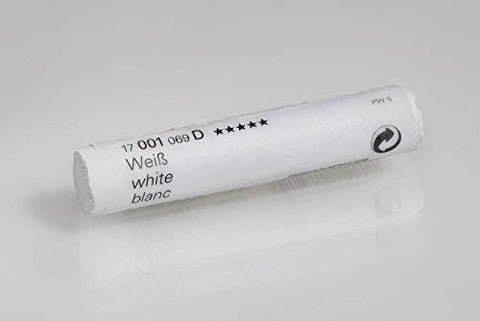 17 001 069 D ★★★★★
Weiß
white
blanc
PW 6